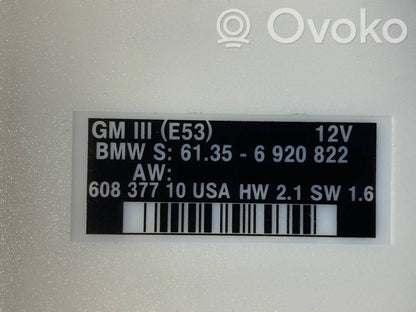 Ovoko
GM III (E53) 12V
BMW S: 61.35 - 6 920 822
AW:
608 377 10 USA HW 2.1 SW 1.6